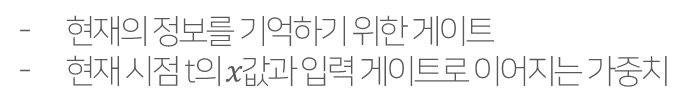 - 현재의 정보를 기억하기 위한 게이트
- 현재 시점 t의 x값과 입력 게이트로 이어지는 가중치